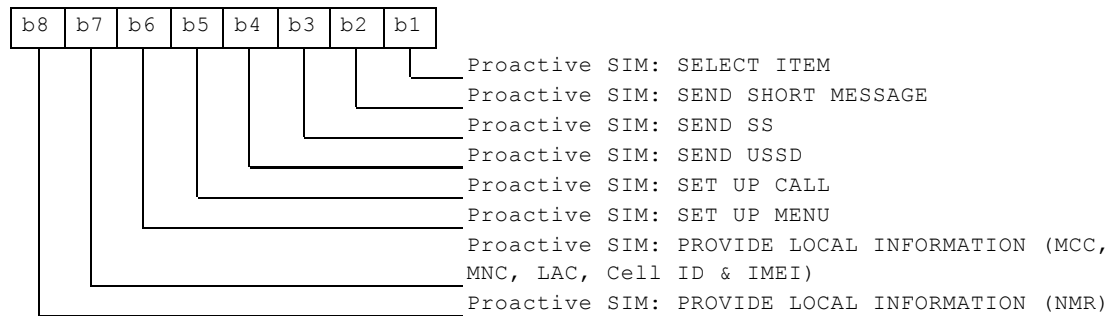 b8 b7 b6 b5 b4 b3 b2 b1
Proactive SIM: SELECT ITEM
Proactive SIM: SEND SHORT MESSAGE
Proactive SIM: SEND SS
Proactive SIM: SEND USSD
Proactive SIM: SET UP CALL
Proactive SIM: SET UP MENU
Proactive SIM: PROVIDE LOCAL INFORMATION (MCC,
MNC, LAC, Cell ID & IMEI)
Proactive SIM: PROVIDE LOCAL INFORMATION (NMR)